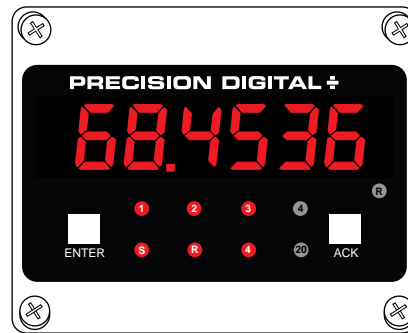 PRECISION DIGITAL÷
68.4536
R
1 2 3 4
ENTER S R 4 20 ACK